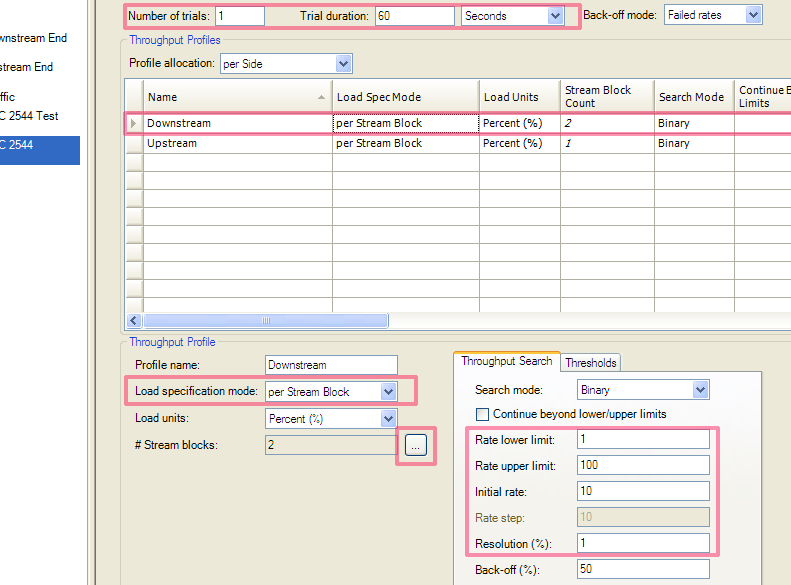 Number of trials: 1 Trial duration: 60 Seconds Back-off mode: Failed rates
wnstream End
stream End
ffic
C 2544 Test
C 2544
Throughput Profiles
Profile allocation: per Side
Name Load Spec Mode Load Units Stream Block Count Search Mode Continue B Limits
Downstream per Stream Block Percent (%) 2 Binary
Upstream per Stream Block Percent (%) 1 Binary
Throughput Profile
Profile name: Downstream
Load specification mode: per Stream Block
Load units: Percent (%)
# Stream blocks: 2 ...
Throughput Search Thresholds
Search mode: Binary
Continue beyond lower/upper limits
Rate lower limit: 1
Rate upper limit: 100
Initial rate: 10
Rate step: 10
Resolution (%): 1
Back-off (%): 50